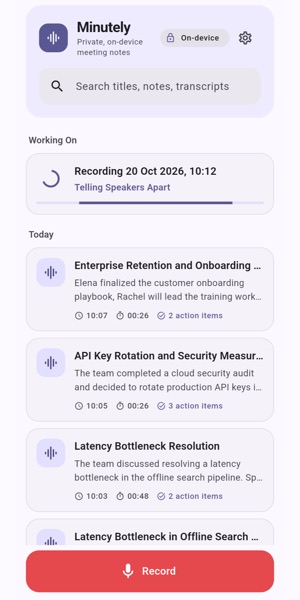 Minutely
Private, on-device
meeting notes
On-device
Search titles, notes, transcripts
Working On
Recording 20 Oct 2026, 10:12
Telling Speakers Apart
Today
Enterprise Retention and Onboarding ...
Elena finalized the customer onboarding
playbook, Rachel will lead the training work...
10:07 00:26 2 action items
API Key Rotation and Security Measur...
The team completed a cloud security audit
and decided to rotate production API keys i...
10:05 00:26 3 action items
Latency Bottleneck Resolution
The team discussed resolving a latency
bottleneck in the offline search pipeline. Sp...
10:03 00:48 2 action items
Latency Bottleneck in Offline Search ...
Record